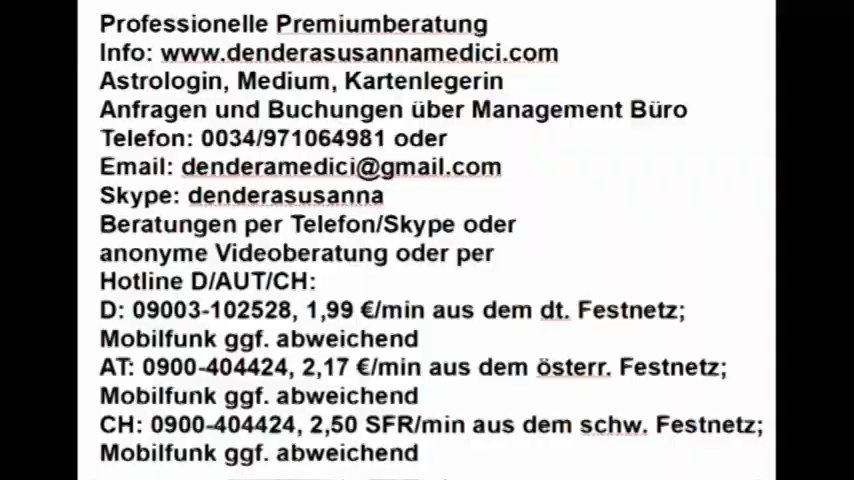 Professionelle Premiumberatung
Info: www.denderasusannamedici.com
Astrologin, Medium, Kartenlegerin
Anfragen und Buchungen über Management Büro
Telefon: 0034/971064981 oder
Email: denderamedici@gmail.com
Skype: denderasusanna
Beratungen per Telefon/Skype oder
anonyme Videoberatung oder per
Hotline D/AUT/CH:
D: 09003-102528, 1,99 €/min aus dem dt. Festnetz;
Mobilfunk ggf. abweichend
AT: 0900-404424, 2,17 €/min aus dem österr. Festnetz;
Mobilfunk ggf. abweichend
CH: 0900-404424, 2,50 SFR/min aus dem schw. Festnetz;
Mobilfunk ggf. abweichend